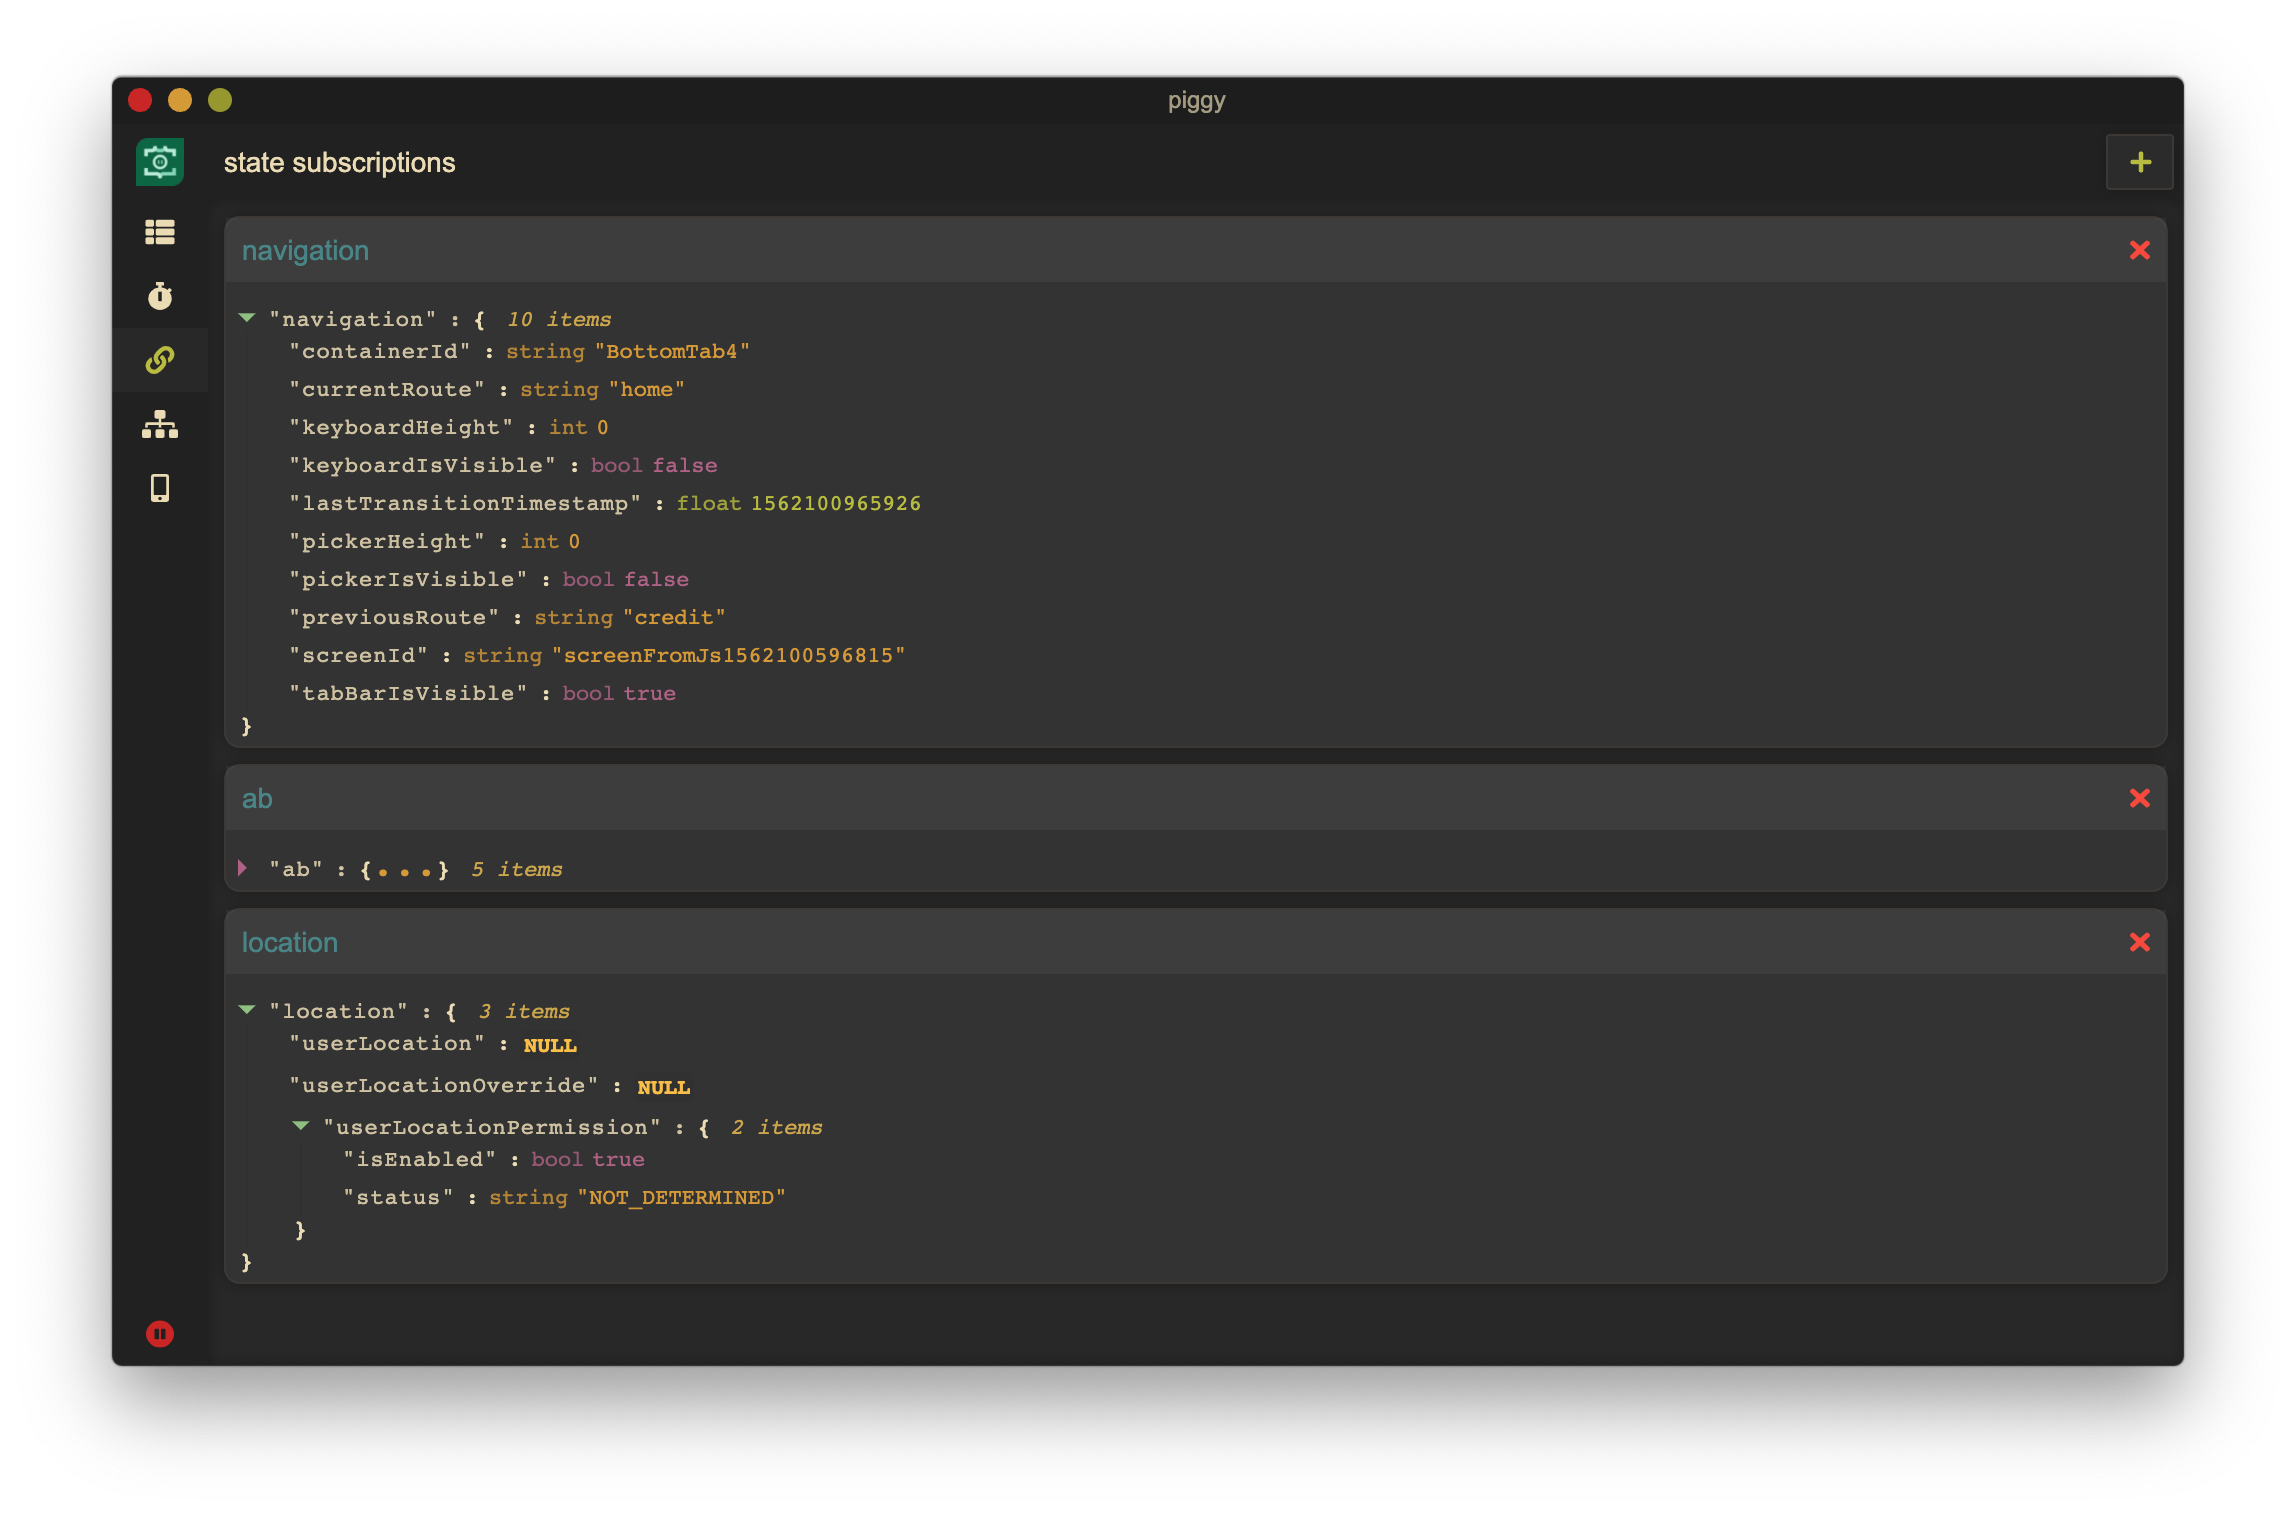 piggy
state subscriptions
navigation
"navigation" : { 10 items
"containerId" : string "BottomTab4"
"currentRoute" : string "home"
"keyboardHeight" : int 0
"keyboardIsVisible" : bool false
"lastTransitionTimestamp" : float 1562100965926
"pickerHeight" : int 0
"pickerIsVisible" : bool false
"previousRoute" : string "credit"
"screenId" : string "screenFromJs1562100596815"
"tabBarIsVisible" : bool true
}
ab
"ab" : {...} 5 items
location
"location" : { 3 items
"userLocation" : NULL
"userLocationOverride" : NULL
"userLocationPermission" : { 2 items
"isEnabled" : bool true
"status" : string "NOT_DETERMINED"
}
}